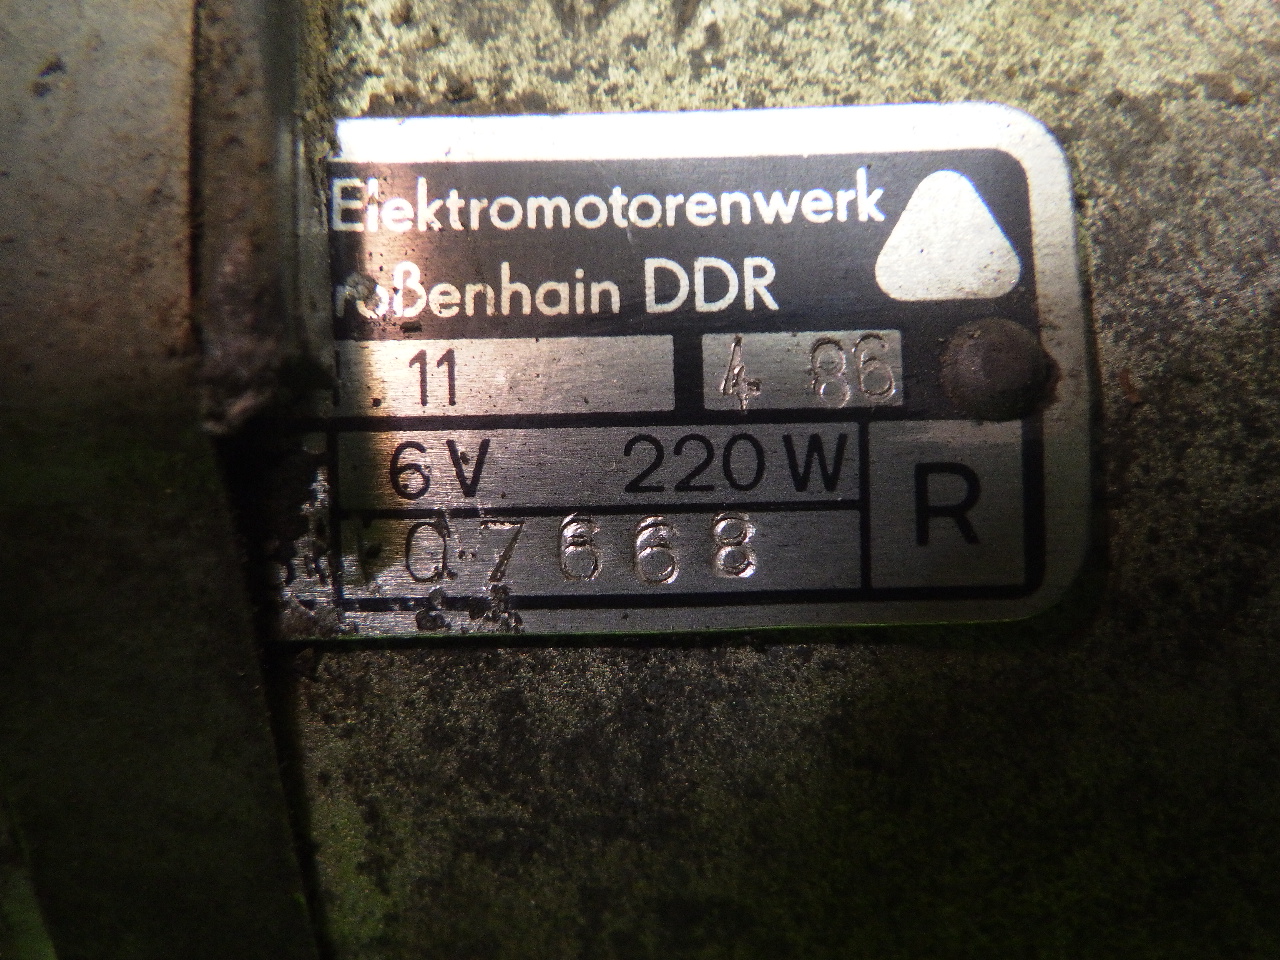 Elektromotorenwerk
roßenhain DDR
11 4 86
6V 220W
R
Q 7668